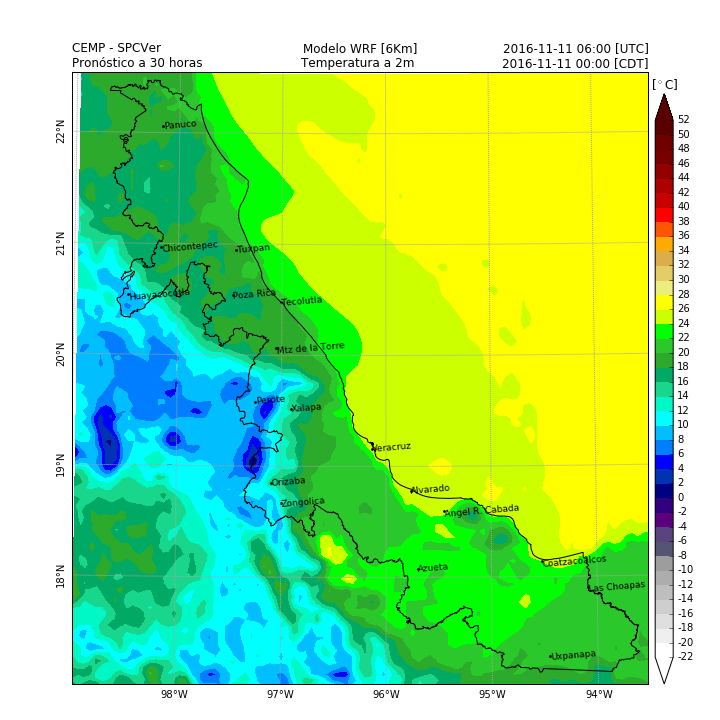 CEMP - SPCVer Modelo WRF [6Km] 2016-11-11 06:00 [UTC]
Pronóstico a 30 horas Temperatura a 2m 2016-11-11 00:00 [CDT]
[°C]
52
50
48
46
44
42
40
38
36
34
32
30
28
26
24
22
20
18
16
14
12
10
8
6
4
2
0
-2
-4
-6
-8
-10
-12
-14
-16
-18
-20
-22
22°N
21°N
20°N
19°N
18°N
Panuco
Chicontepec
Tuxpan
Huayacocotla
Poza Rica
Tecolutla
Mtz de la Torre
Perote
Xalapa
Veracruz
Orizaba
Alvarado
Zongolica
Angel R. Cabada
Azueta
Coatzacoalcos
Las Choapas
Uxpanapa
98°W 97°W 96°W 95°W 94°W